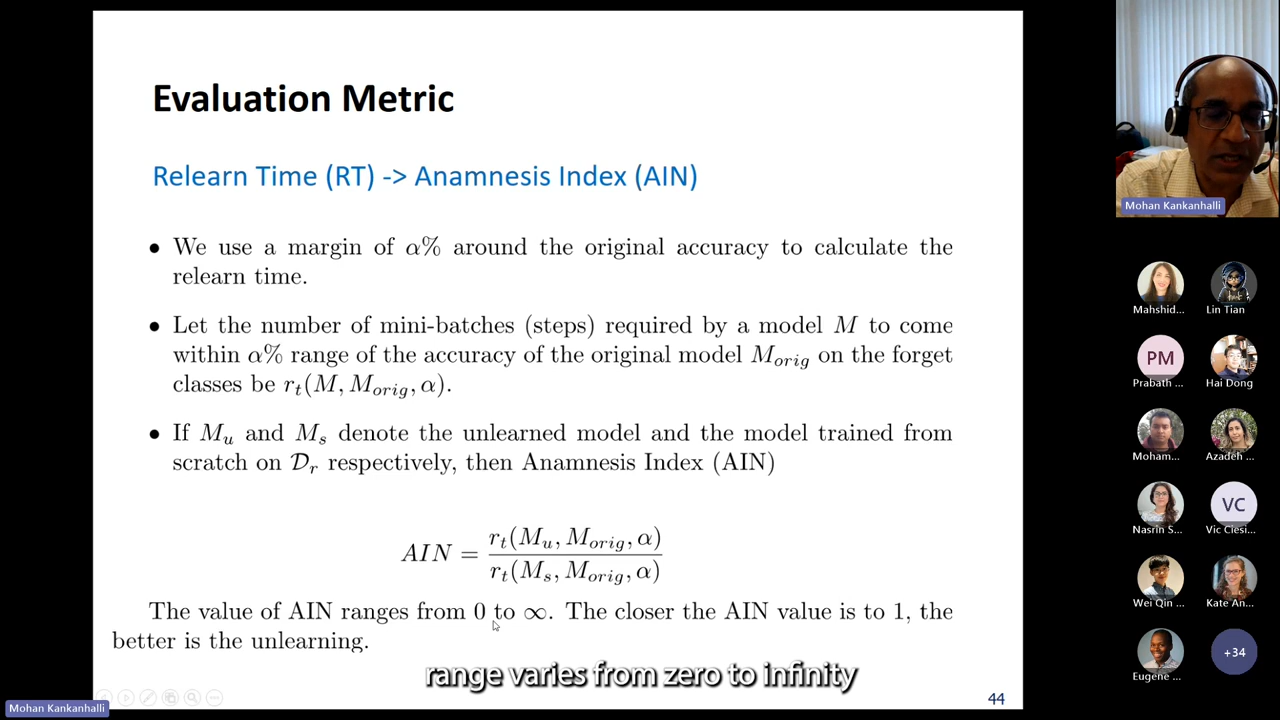 Evaluation Metric
Relearn Time (RT) -> Anamnesis Index (AIN)
• We use a margin of α% around the original accuracy to calculate the
relearn time.
• Let the number of mini-batches (steps) required by a model M to come
within α% range of the accuracy of the original model M_orig on the forget
classes be r_t(M, M_orig, α).
• If M_u and M_s denote the unlearned model and the model trained from
scratch on D_r respectively, then Anamnesis Index (AIN)
AIN = r_t(M_u, M_orig, α) / r_t(M_s, M_orig, α)
The value of AIN ranges from 0 to ∞. The closer the AIN value is to 1, the
better is the unlearning.
range varies from zero to infinity
44
Mohan Kankanhalli
Mohan Kankanhalli
Mahshid...
Lin Tian
PM
Prabath ...
Hai Dong
Moham...
Azadeh ...
Nasrin S...
VC
Vic Ciesi...
Wei Qin ...
Kate An...
Eugene ...
+34